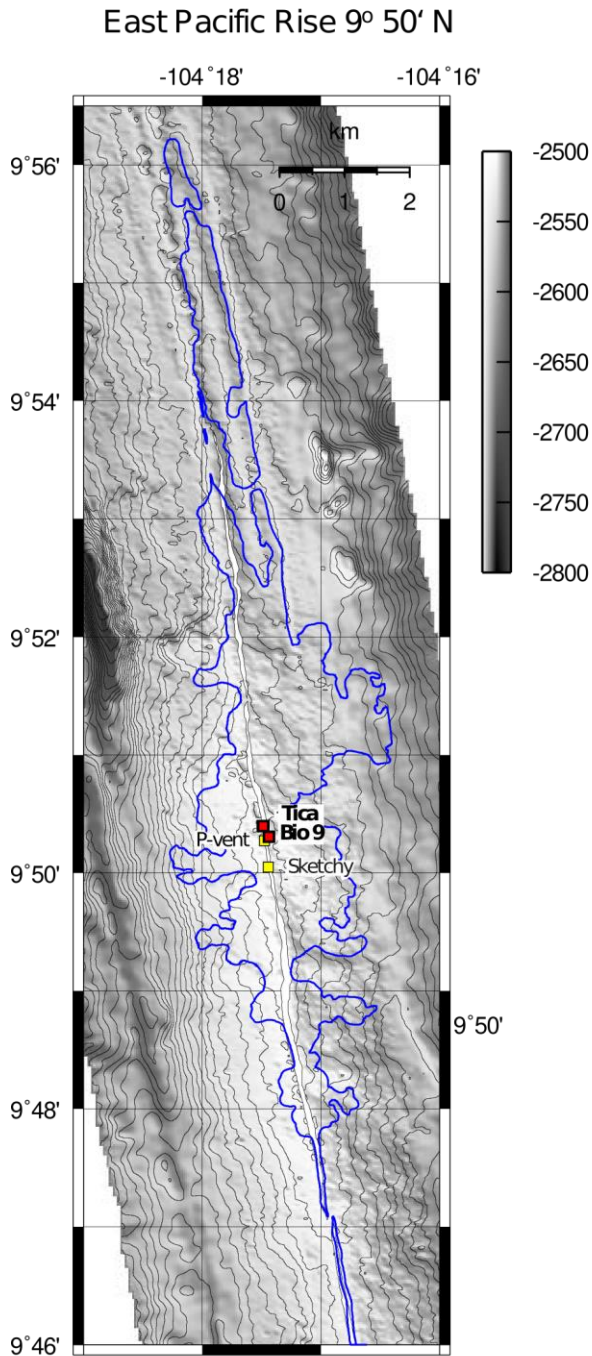 East Pacific Rise 9º 50‘ N
-104˚18'
-104˚16'
9˚56'
km
0 1 2
-2500
-2550
-2600
-2650
-2700
-2750
-2800
9˚54'
9˚52'
Tica
Bio 9
P-vent
Sketchy
9˚50'
9˚50'
9˚48'
9˚46'